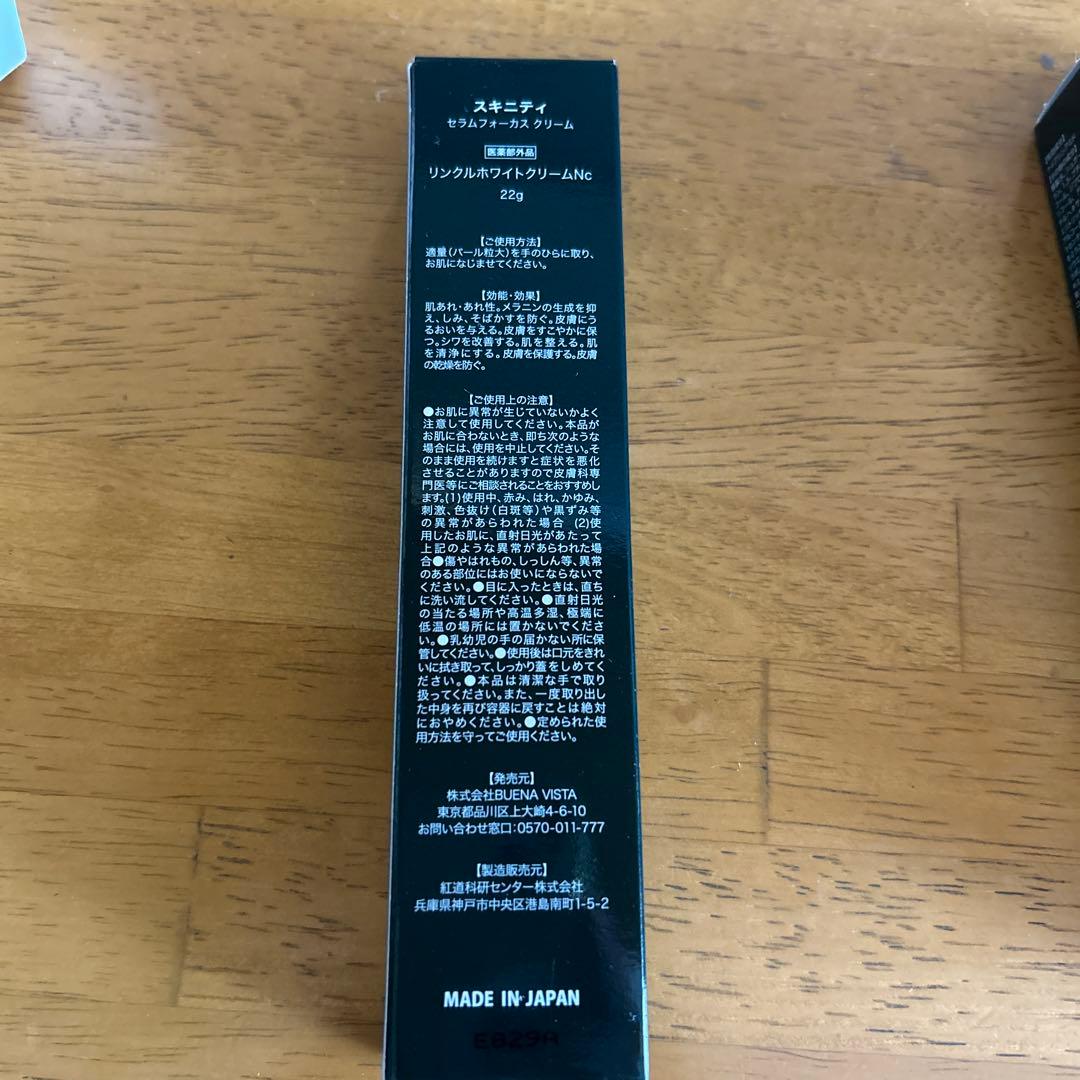 スキニティ
セラムフォーカス クリーム
医薬部外品
リンクルホワイトクリームNc
22g
【ご使用方法】
適量(パール粒大)を手のひらに取り、
お肌になじませてください。
【効能・効果】
肌あれ・あれ性。メラニンの生成を抑
え、しみ、そばかすを防ぐ。皮膚にう
るおいを与える。皮膚をすこやかに保
つ。シワを改善する。肌を整える。肌
を清浄にする。皮膚を保護する。皮膚
の乾燥を防ぐ。
【ご使用上の注意】
●お肌に異常が生じていないかよく
注意して使用してください。本品が
お肌に合わないとき、即ち次のような
場合には、使用を中止してください。そ
のまま使用を続けますと症状を悪化
させることがありますので皮膚科専
門医等にご相談されることをおすすめし
ます。(1)使用中、赤み、はれ、かゆみ、
刺激、色抜け(白斑等)や黒ずみ等
の異常があらわれた場合 (2)使
用したお肌に、直射日光があたって
上記のような異常があらわれた場
合●傷やはれもの、しっしん等、異常
のある部位にはお使いにならないで
ください。●目に入ったときは、直ち
に洗い流してください。●直射日光
の当たる場所や高温多湿、極端に
低温の場所には置かないでくださ
い。●乳幼児の手の届かない所に保
管してください。●使用後は口元をきれ
いに拭き取って、しっかり蓋をしめてく
ださい。●本品は清潔な手で取り
扱ってください。また、一度取り出し
た中身を再び容器に戻すことは絶対
におやめください。●定められた使
用方法を守ってご使用ください。
【発売元】
株式会社BUENA VISTA
東京都品川区上大崎4-6-10
お問い合わせ窓口:0570-011-777
【製造販売元】
紅道科研センター株式会社
兵庫県神戸市中央区港島南町1-5-2
MADE IN JAPAN
E829A